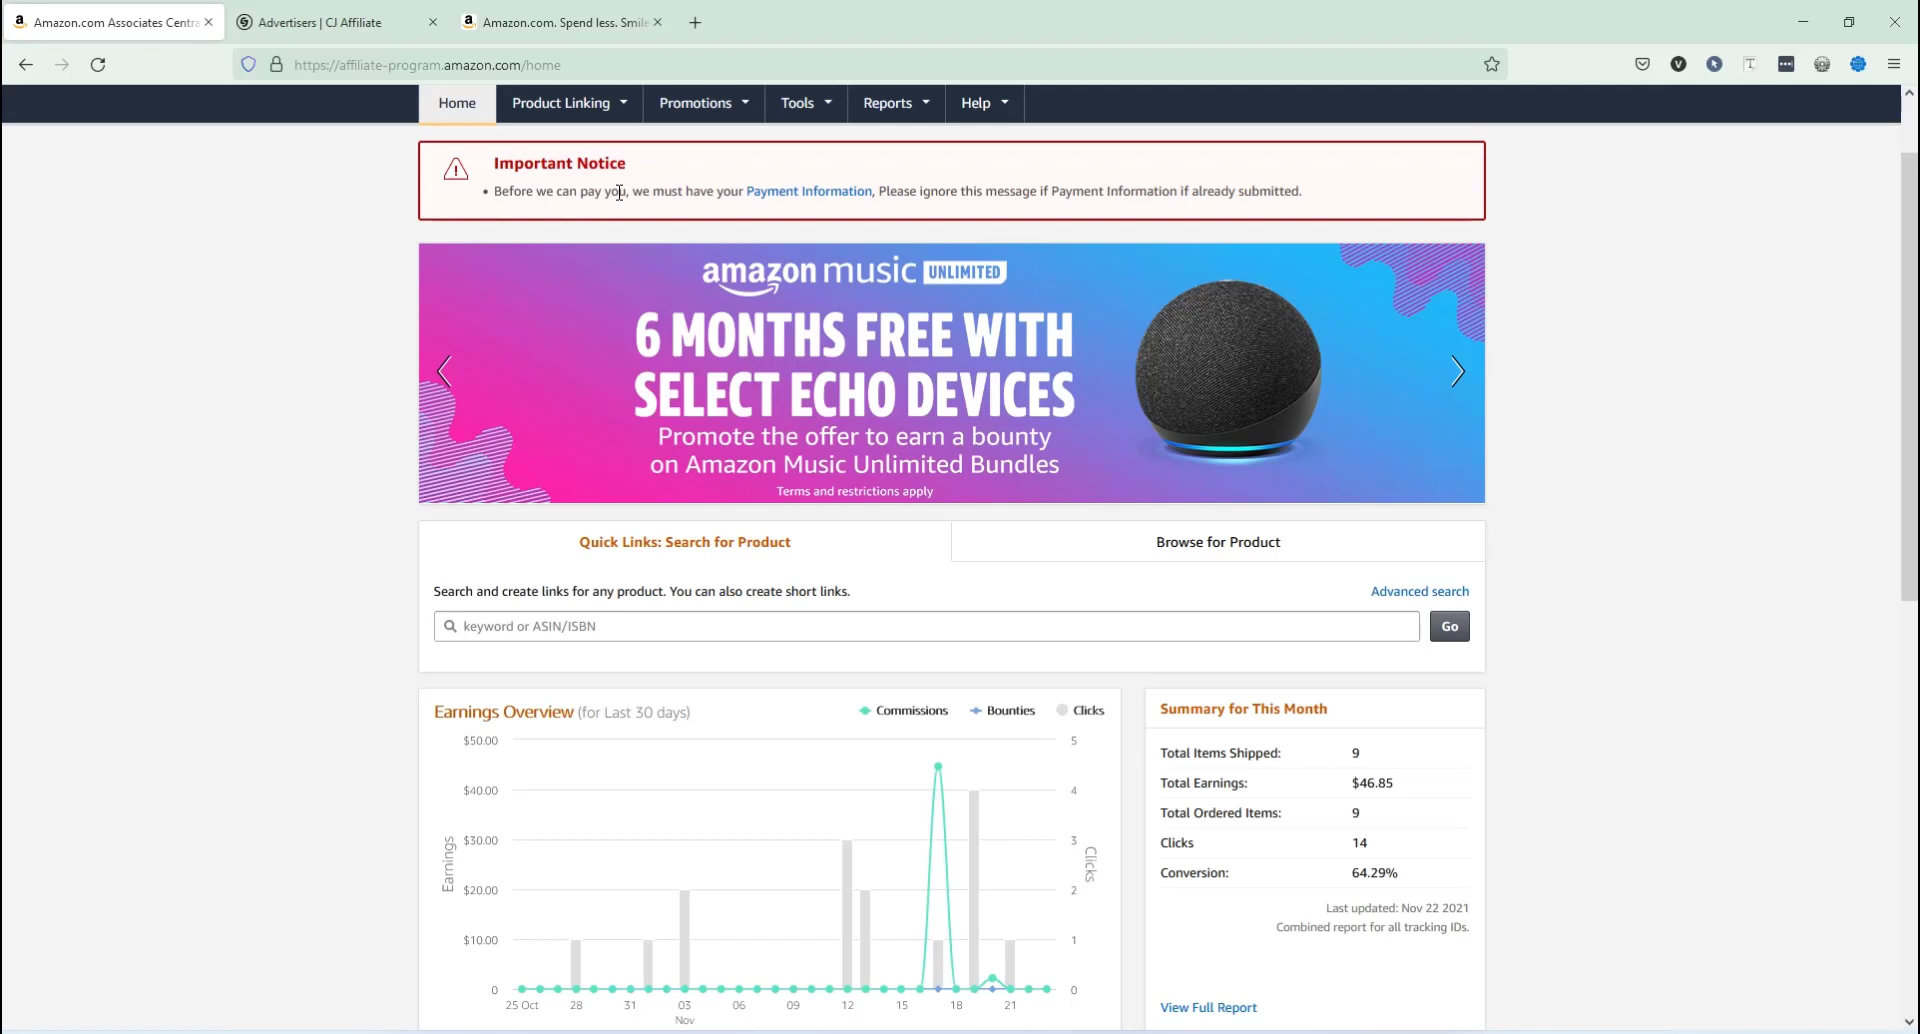 Amazon.com Associates Centra
Advertisers | CJ Affiliate
Amazon.com. Spend less. Smile
https://affiliate-program.amazon.com/home
Home
Product Linking
Promotions
Tools
Reports
Help
Important Notice
• Before we can pay you, we must have your Payment Information, Please ignore this message if Payment Information if already submitted.
amazon music UNLIMITED
6 MONTHS FREE WITH
SELECT ECHO DEVICES
Promote the offer to earn a bounty
on Amazon Music Unlimited Bundles
Terms and restrictions apply
Quick Links: Search for Product
Browse for Product
Search and create links for any product. You can also create short links.
Advanced search
keyword or ASIN/ISBN
Go
Earnings Overview (for Last 30 days)
Commissions
Bounties
Clicks
$50.00
$40.00
$30.00
$20.00
$10.00
0
Earnings
5
4
3
2
1
0
Clicks
25 Oct
28
31
03
Nov
06
09
12
15
18
21
Summary for This Month
Total Items Shipped: 9
Total Earnings: $46.85
Total Ordered Items: 9
Clicks 14
Conversion: 64.29%
Last updated: Nov 22 2021
Combined report for all tracking IDs.
View Full Report